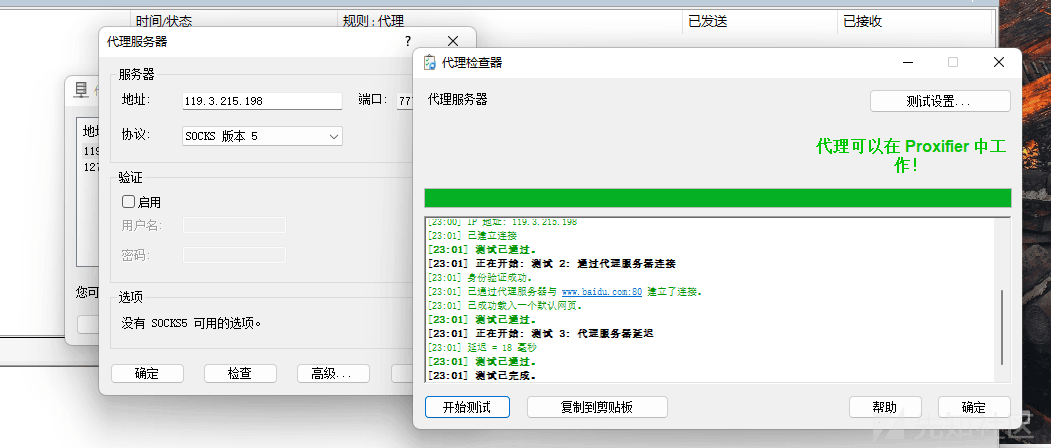 时间/状态 规则 : 代理 已发送 已接收
代理服务器 ?
代理检查器
服务器
地址: 119.3.215.198 端口: 777
协议: SOCKS 版本 5
验证
启用
用户名:
密码:
选项
没有 SOCKS5 可用的选项。
确定 检查 高级...
地址
119
127
您可
代理服务器 测试设置...
代理可以在 Proxifier 中工
作!
[23:00] IP 地址: 119.3.215.198
[23:01] 已建立连接
[23:01] 测试已通过。
[23:01] 正在开始: 测试 2: 通过代理服务器连接
[23:01] 身份验证成功。
[23:01] 已通过代理服务器与 www.baidu.com:80 建立了连接。
[23:01] 已成功载入一个默认网页。
[23:01] 测试已通过。
[23:01] 正在开始: 测试 3: 代理服务器延迟
[23:01] 延迟 = 18 毫秒
[23:01] 测试已通过。
[23:01] 测试已完成。
开始测试 复制到剪贴板 帮助 确定
先知社区